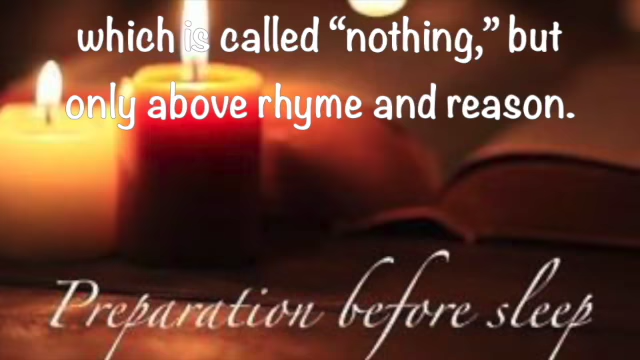 which is called “nothing,” but
only above rhyme and reason.
Preparation before sleep